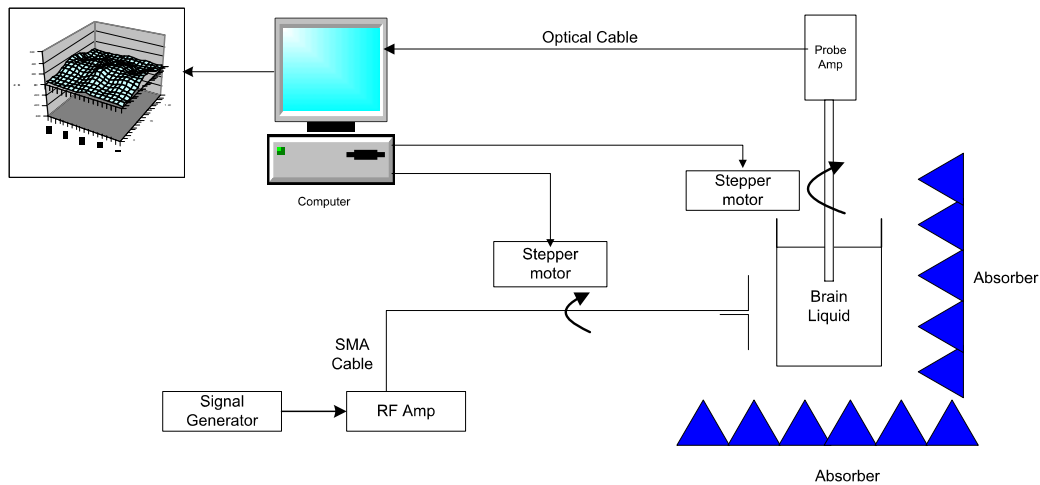 Optical Cable
Probe
Amp
Stepper
motor
Computer
Stepper
motor
Brain
Liquid
Absorber
SMA
Cable
Signal
Generator
RF Amp
Absorber